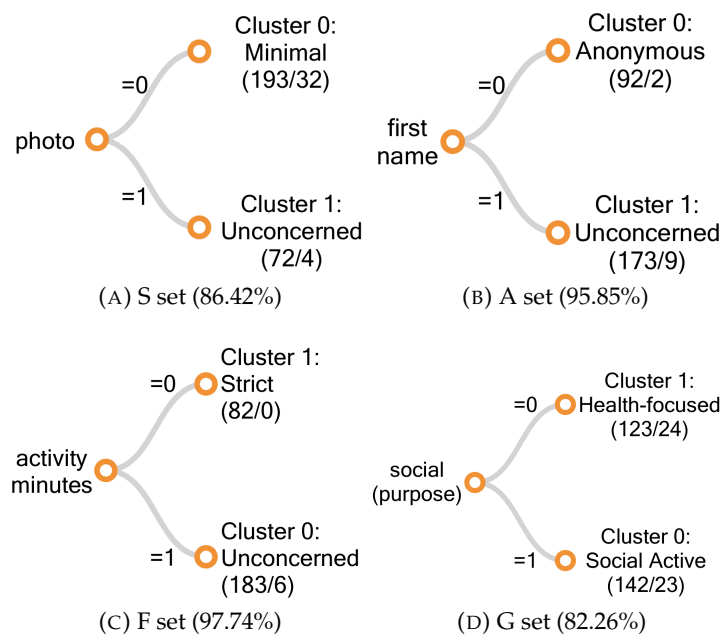 Cluster 0:
Minimal
(193/32)
=0
photo
=1
Cluster 1:
Unconcerned
(72/4)
(A) S set (86.42%)
Cluster 0:
Anonymous
(92/2)
=0
first
name
=1
Cluster 1:
Unconcerned
(173/9)
(B) A set (95.85%)
Cluster 1:
Strict
(82/0)
=0
activity
minutes
=1
Cluster 0:
Unconcerned
(183/6)
(C) F set (97.74%)
Cluster 1:
Health-focused
(123/24)
=0
social
(purpose)
=1
Cluster 0:
Social Active
(142/23)
(D) G set (82.26%)